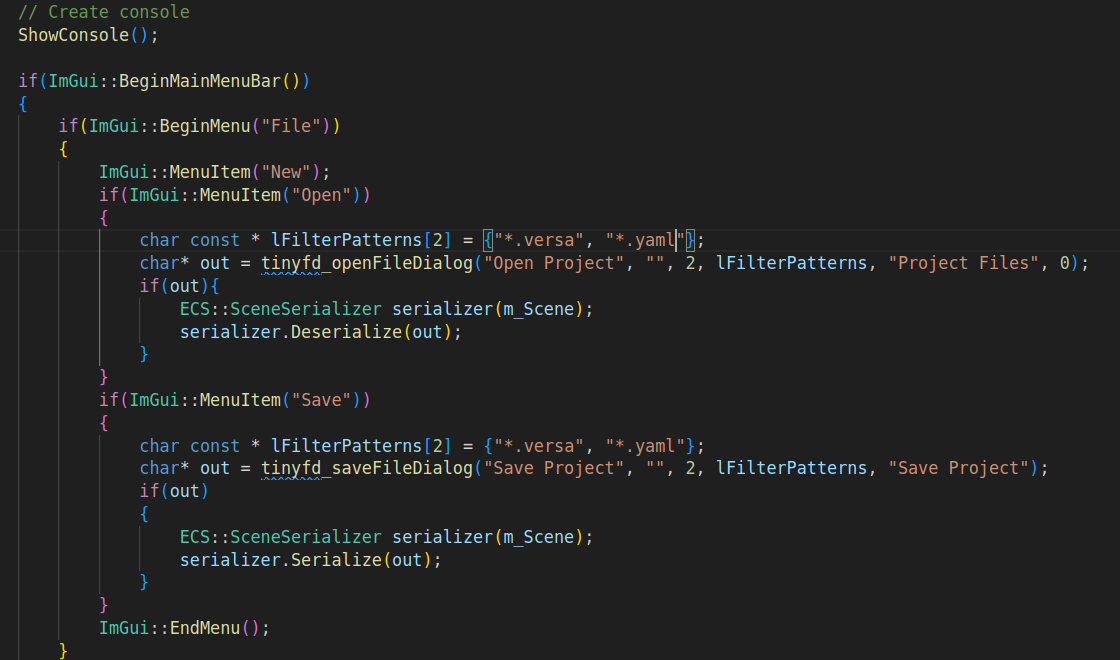 // Create console
ShowConsole();
if(ImGui::BeginMainMenuBar())
{
if(ImGui::BeginMenu("File"))
{
ImGui::MenuItem("New");
if(ImGui::MenuItem("Open"))
{
char const * lFilterPatterns[2] = {"*.versa", "*.yaml"};
char* out = tinyfd_openFileDialog("Open Project", "", 2, lFilterPatterns, "Project Files", 0);
if(out){
ECS::SceneSerializer serializer(m_Scene);
serializer.Deserialize(out);
}
}
if(ImGui::MenuItem("Save"))
{
char const * lFilterPatterns[2] = {"*.versa", "*.yaml"};
char* out = tinyfd_saveFileDialog("Save Project", "", 2, lFilterPatterns, "Save Project");
if(out)
{
ECS::SceneSerializer serializer(m_Scene);
serializer.Serialize(out);
}
}
ImGui::EndMenu();
}